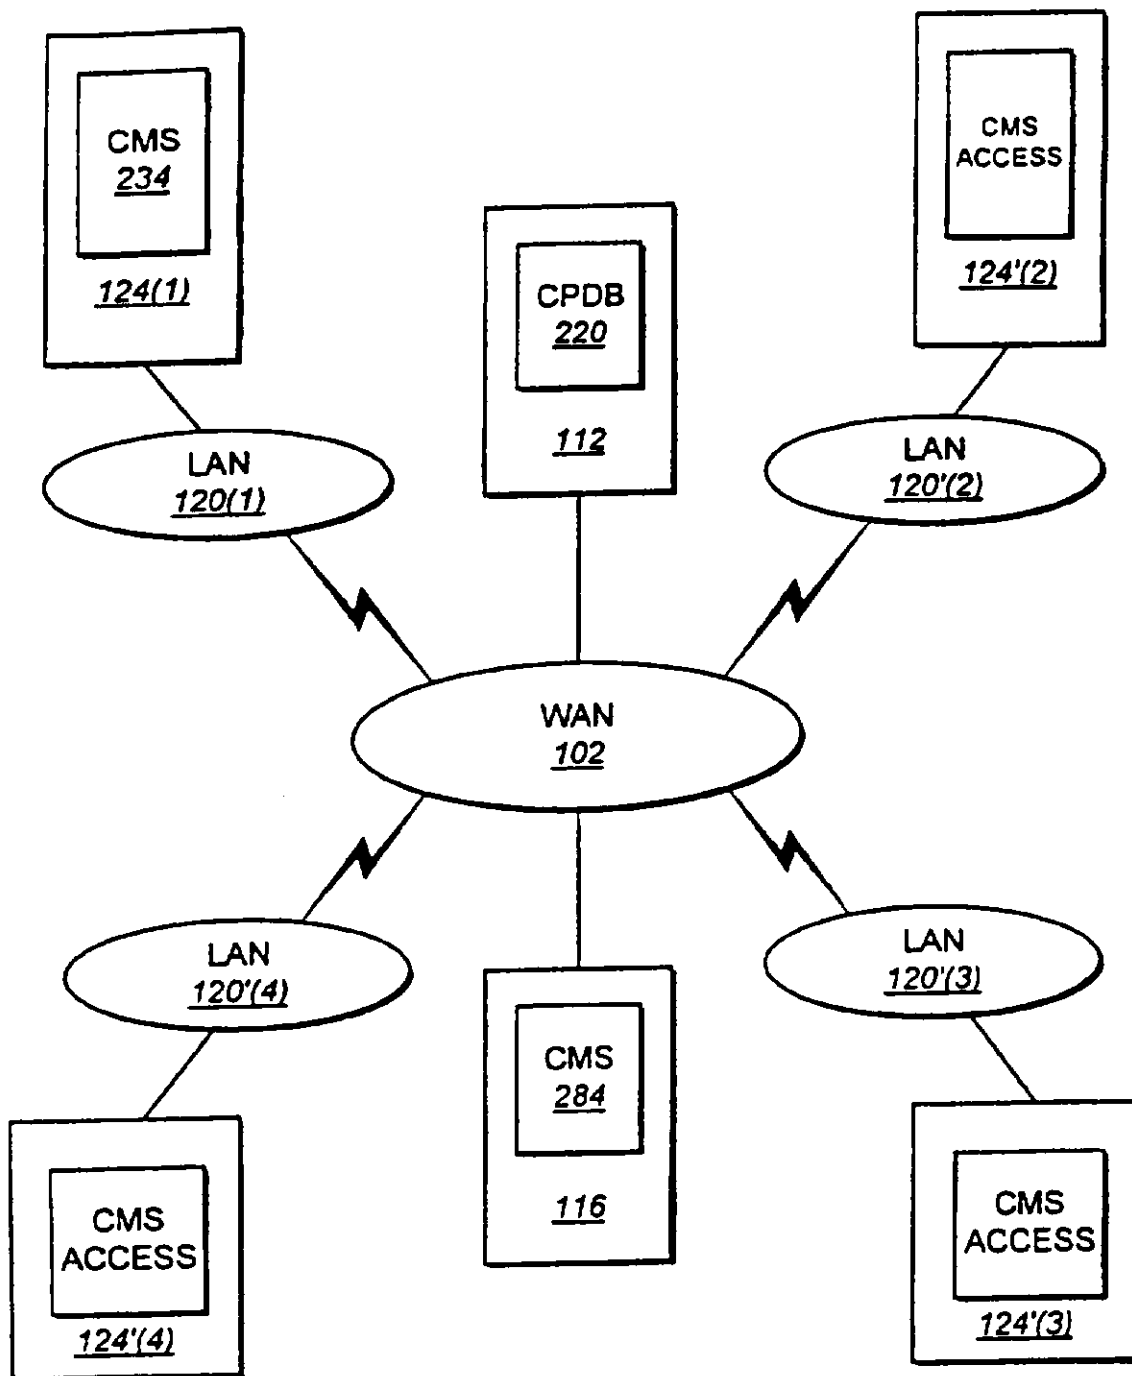 CMS
234
124(1)
CMS
ACCESS
124'(2)
CPDB
220
112
LAN
120(1)
LAN
120'(2)
WAN
102
LAN
120'(4)
LAN
120'(3)
CMS
284
116
CMS
ACCESS
124'(4)
CMS
ACCESS
124'(3)